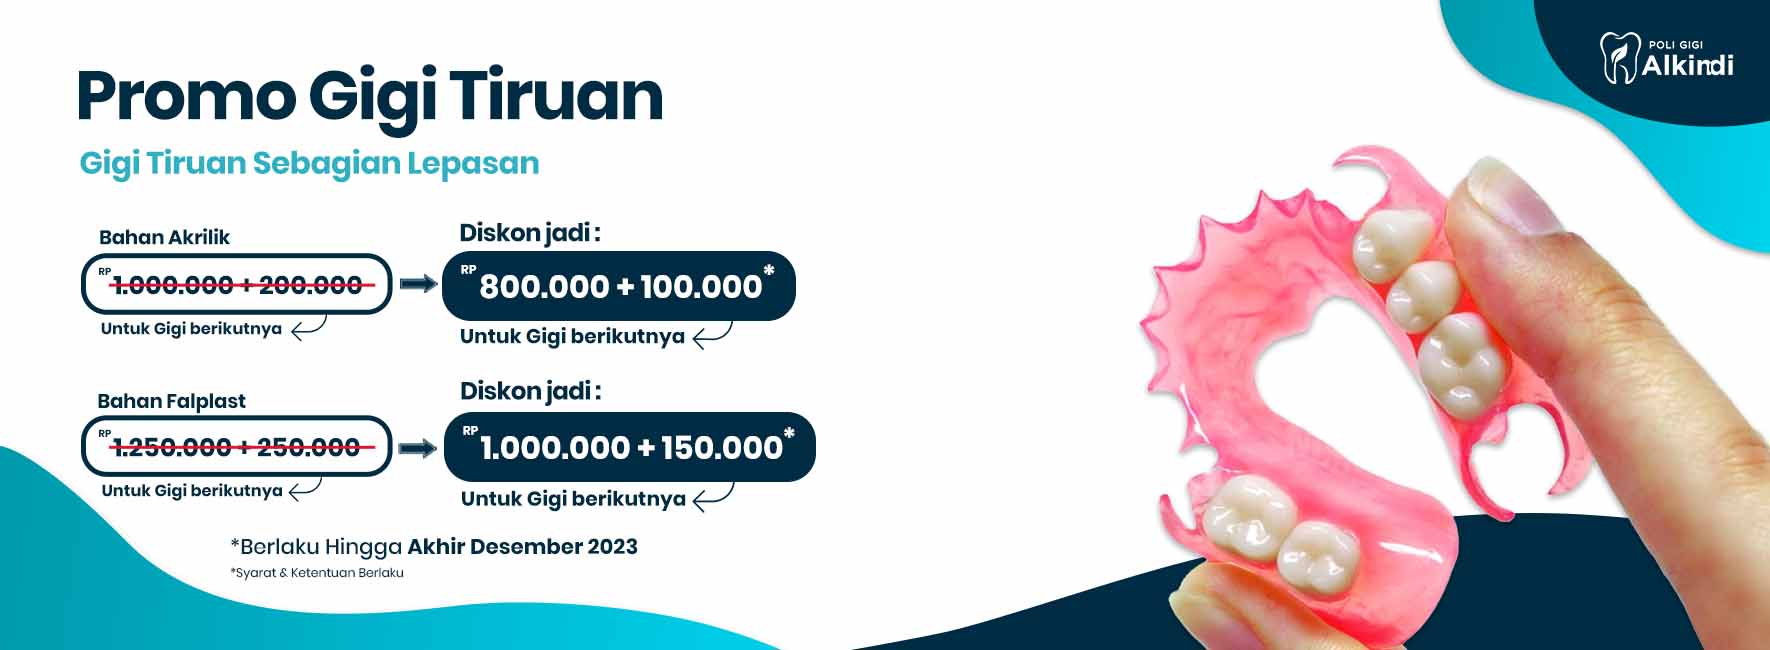 POLI GIGI
Alkindi
Promo Gigi Tiruan
Gigi Tiruan Sebagian Lepasan
Bahan Akrilik
RP 1.000.000 + 200.000
Untuk Gigi berikutnya
Diskon jadi :
RP 800.000 + 100.000*
Untuk Gigi berikutnya
Bahan Falplast
RP 1.250.000 + 250.000
Untuk Gigi berikutnya
Diskon jadi :
RP 1.000.000 + 150.000*
Untuk Gigi berikutnya
*Berlaku Hingga Akhir Desember 2023
*Syarat & Ketentuan Berlaku